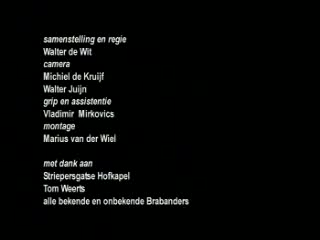 samenstelling en regie
Walter de Wit
camera
Michiel de Kruijf
Walter Juijn
grip en assistentie
Vladimir Mirkovics
montage
Marius van der Wiel
met dank aan
Striepersgatse Hofkapel
Tom Weerts
alle bekende en onbekende Brabanders